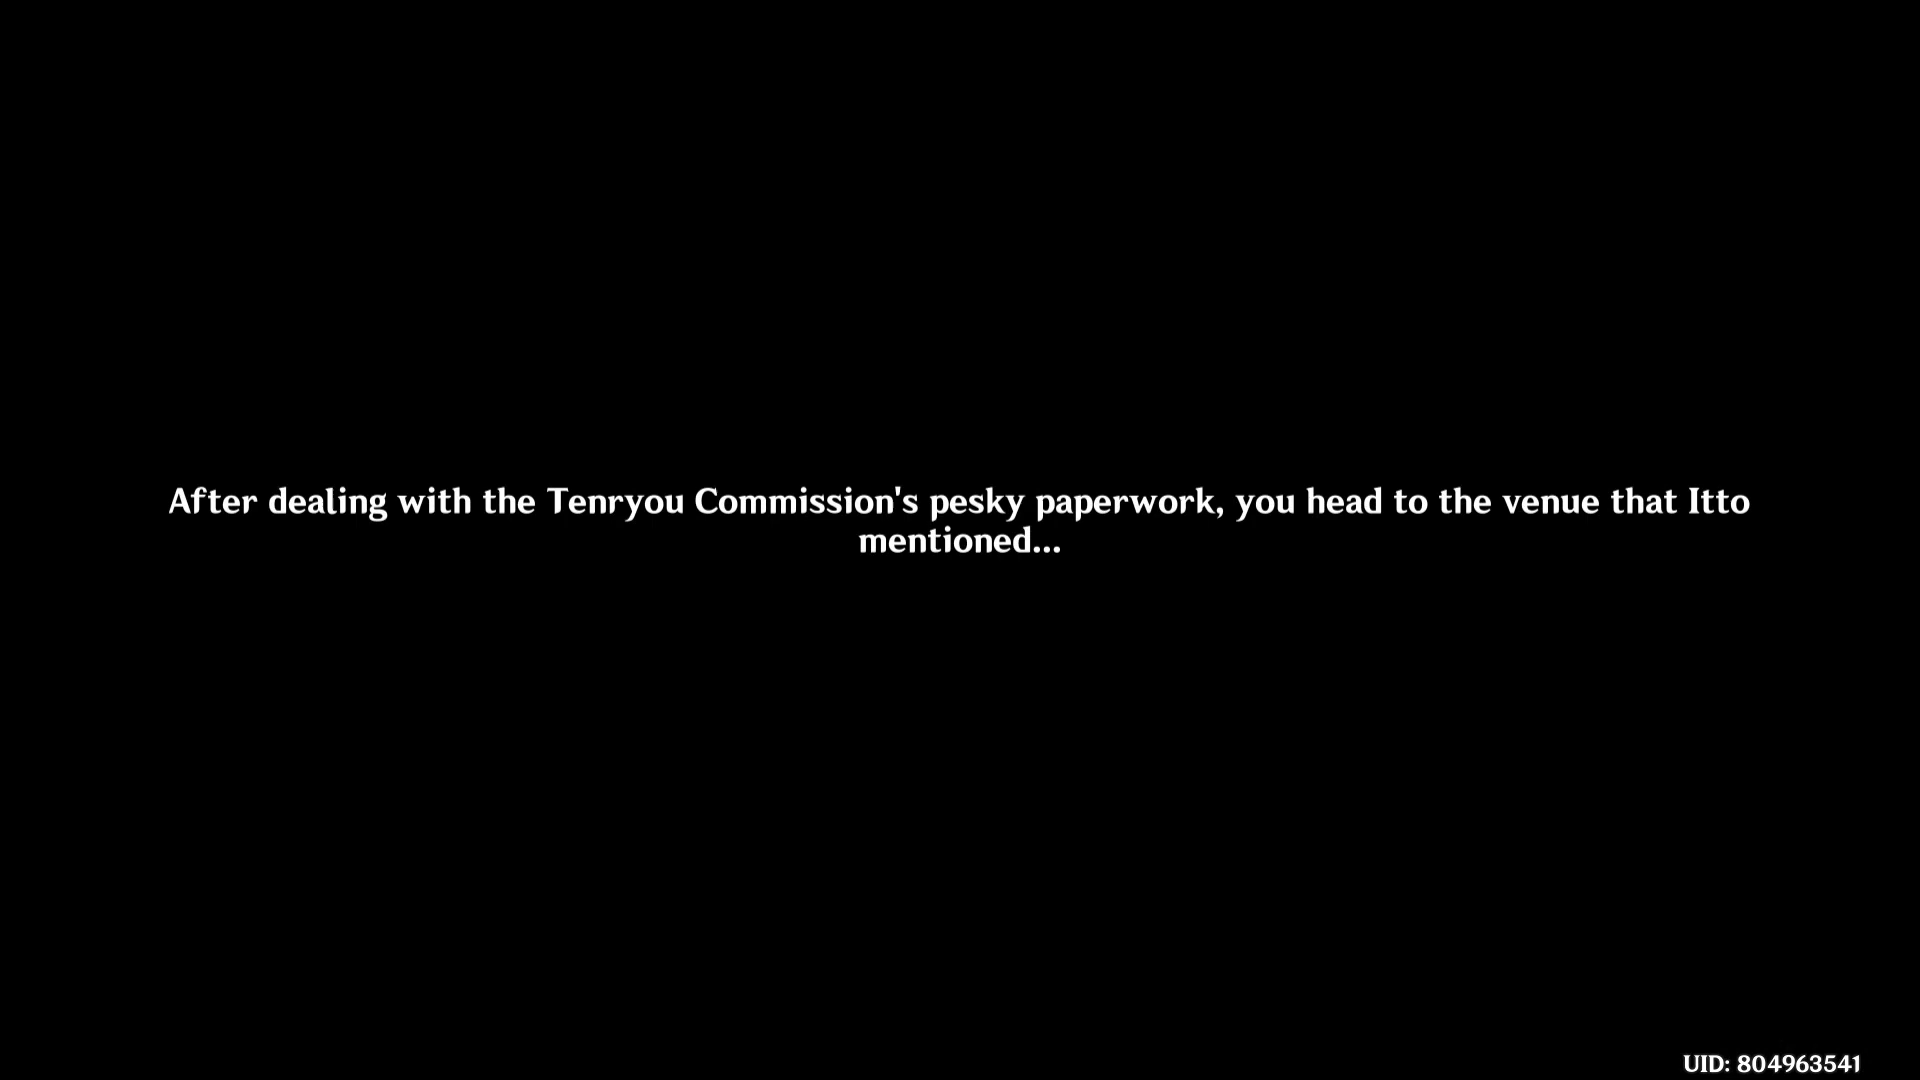 After dealing with the Tenryou Commission's pesky paperwork, you head to the venue that Itto
mentioned...
UID: 804963541